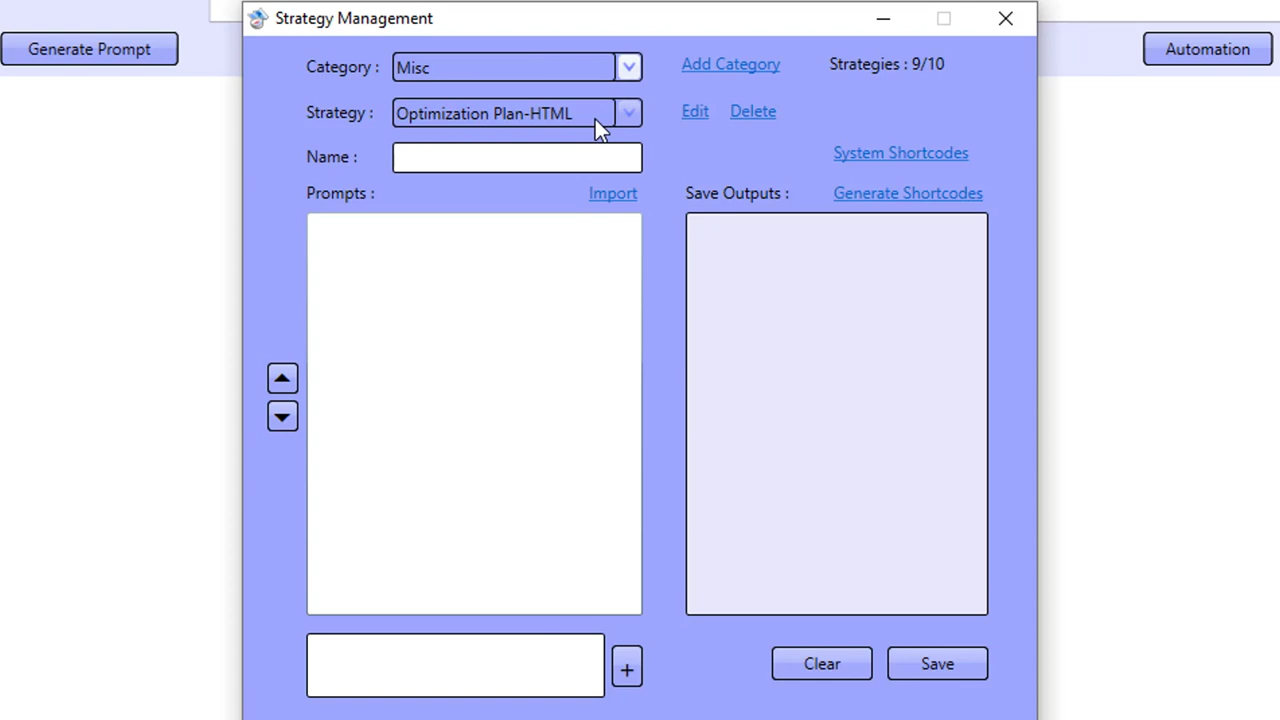 Strategy Management
Generate Prompt
Automation
Category : Misc Add Category Strategies : 9/10
Strategy : Optimization Plan-HTML Edit Delete
Name : System Shortcodes
Prompts : Import Save Outputs : Generate Shortcodes
+ Clear Save